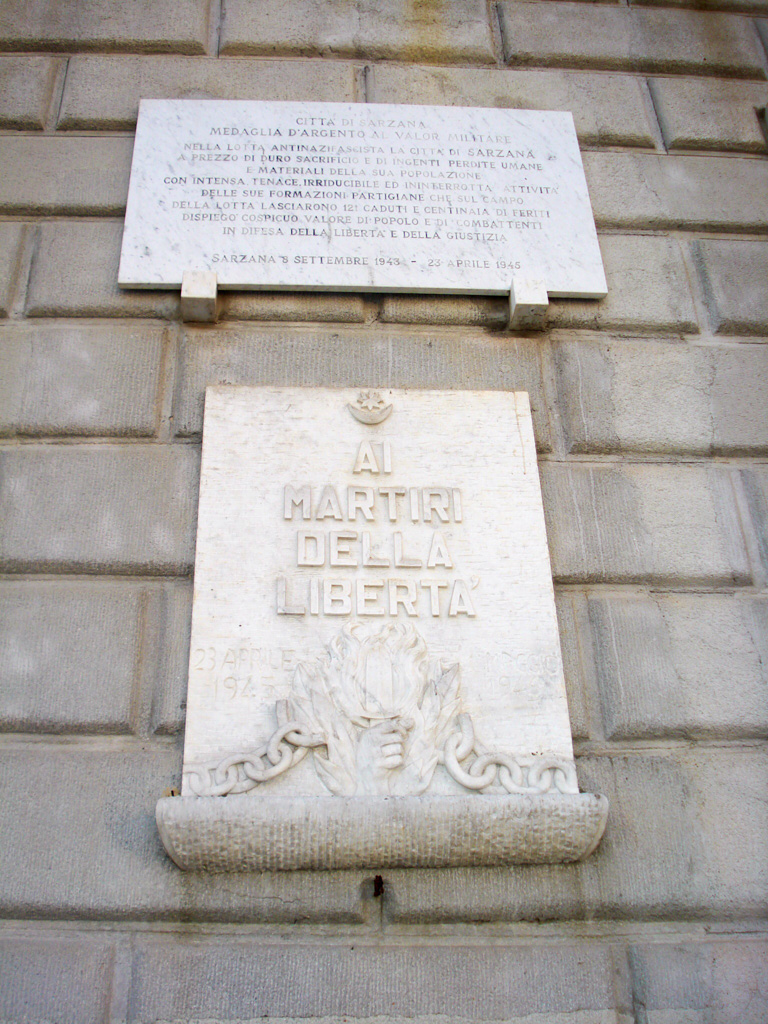 CITTÀ DI SARZANA
MEDAGLIA D'ARGENTO AL VALOR MILITARE
NELLA LOTTA ANTINAZIFASCISTA LA CITTÀ DI SARZANA
A PREZZO DI DURO SACRIFICIO E DI INGENTI PERDITE UMANE
E MATERIALI DELLA SUA POPOLAZIONE
CON INTENSA, TENACE, IRRIDUCIBILE ED ININTERROTTA ATTIVITÀ
DELLE SUE FORMAZIONI PARTIGIANE CHE SUL CAMPO
DELLA LOTTA LASCIARONO 121 CADUTI E CENTINAIA DI FERITI
DISPIEGÒ COSPICUO VALORE DI POPOLO E DI COMBATTENTI
IN DIFESA DELLA LIBERTÀ E DELLA GIUSTIZIA
SARZANA 8 SETTEMBRE 1943 - 23 APRILE 1945
AI
MARTIRI
DELLA
LIBERTA'
23 APRILE